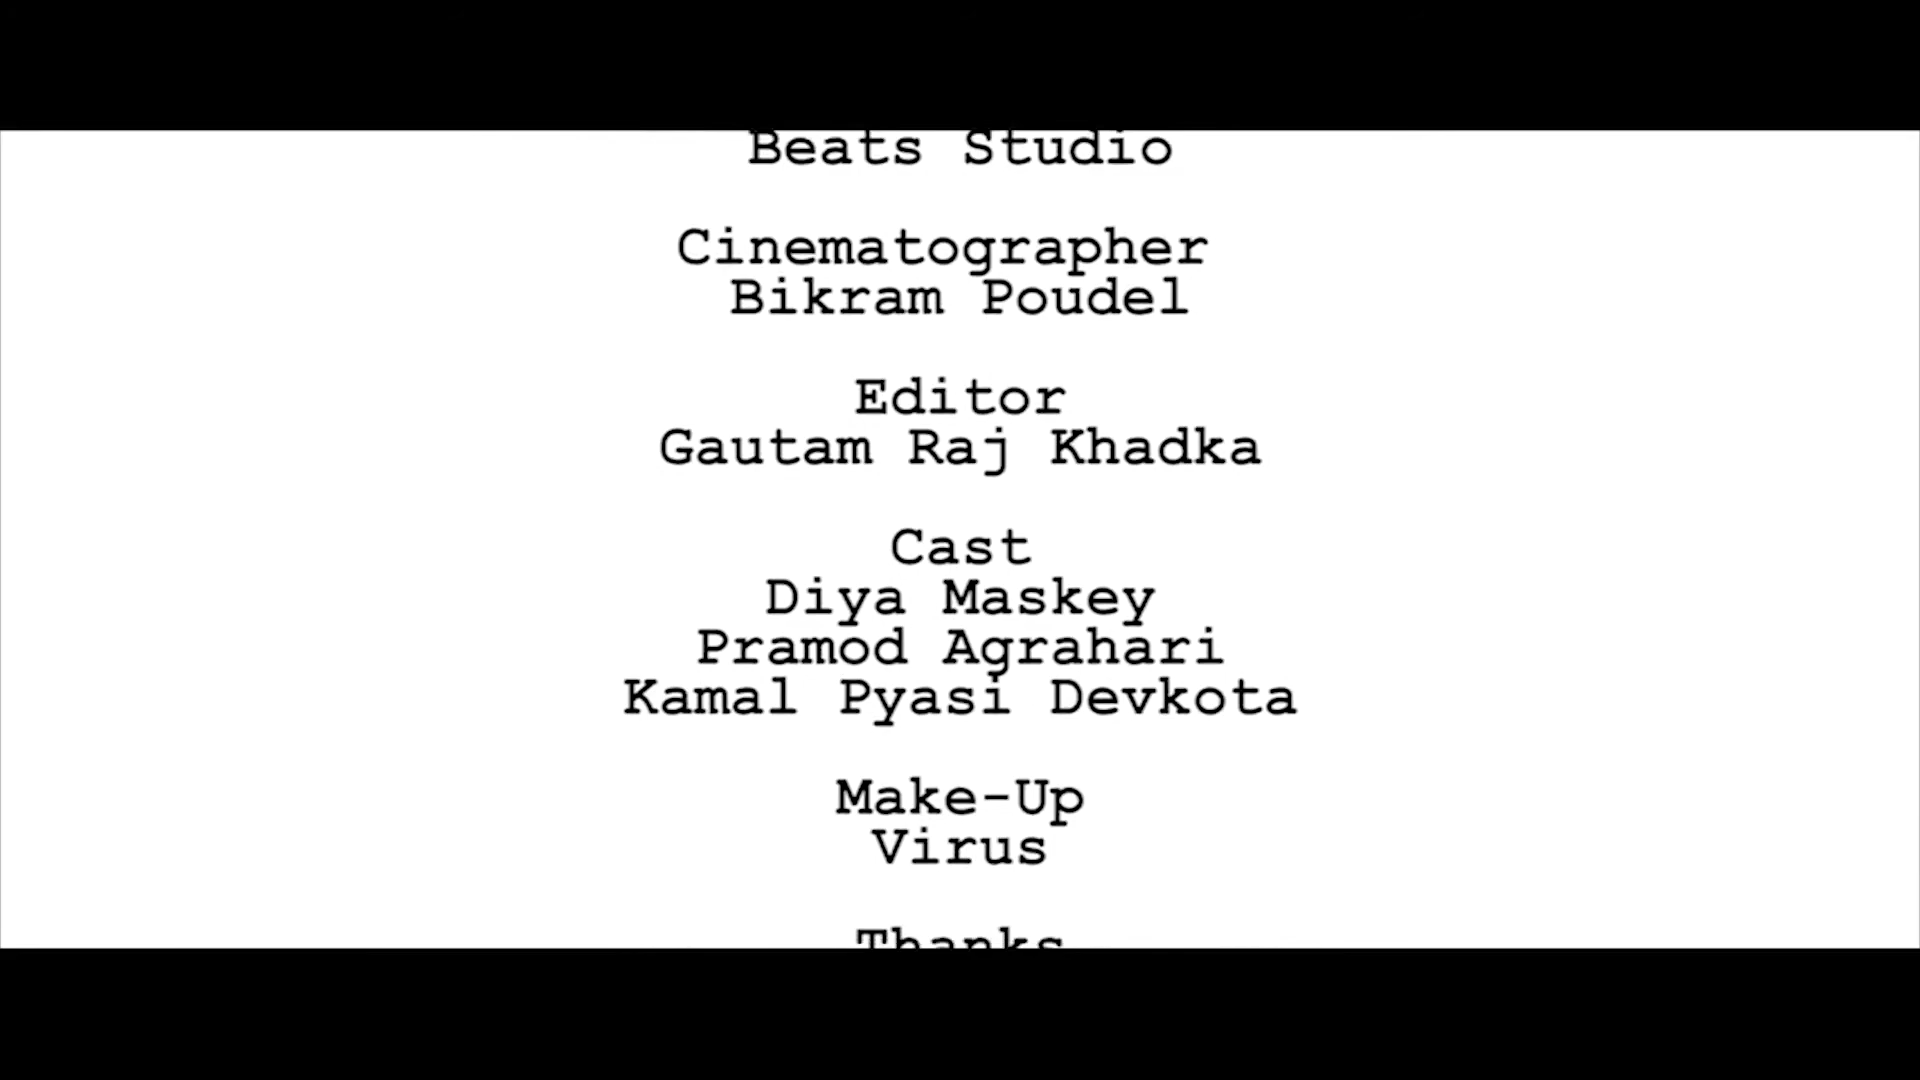 Beats Studio
Cinematographer
Bikram Poudel
Editor
Gautam Raj Khadka
Cast
Diya Maskey
Pramod Agrahari
Kamal Pyasi Devkota
Make-Up
Virus
Thanks